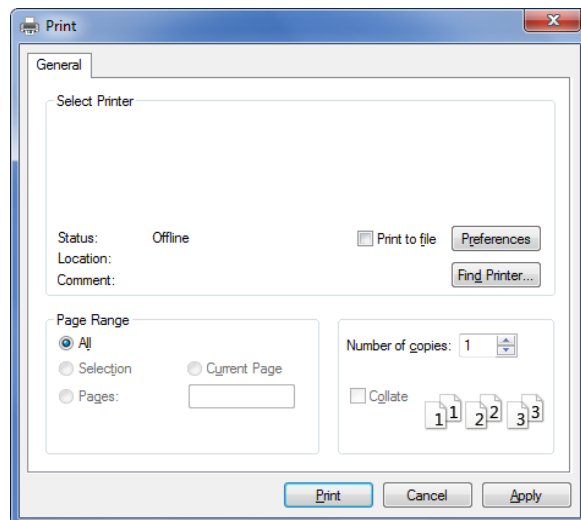 Print
General
Select Printer
Status: Offline
Print to file
Preferences
Location:
Comment:
Find Printer...
Page Range
All
Selection
Current Page
Pages:
Number of copies: 1
Collate
1 1 2 2 3 3
Print
Cancel
Apply